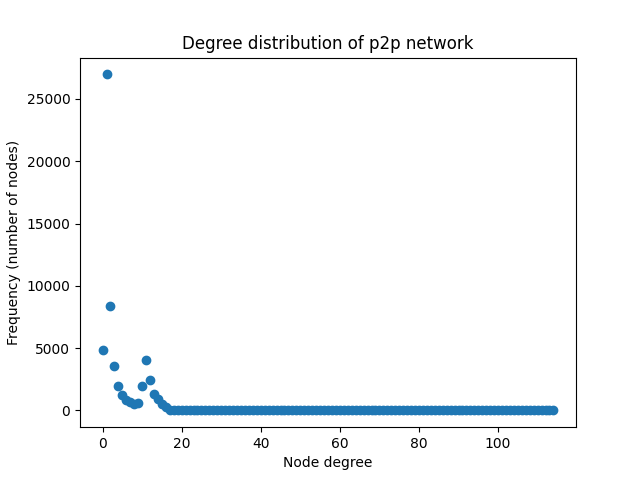 Degree distribution of p2p network
25000
20000
15000
10000
5000
0
Frequency (number of nodes)
0 20 40 60 80 100
Node degree